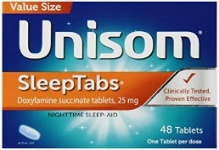 Value Size
Unisom®
SleepTabs®
Doxylamine succinate tablets, 25 mg
Clinically Tested,
Proven Effective
NIGHTTIME SLEEP-AID
48 Tablets
One Tablet per dose